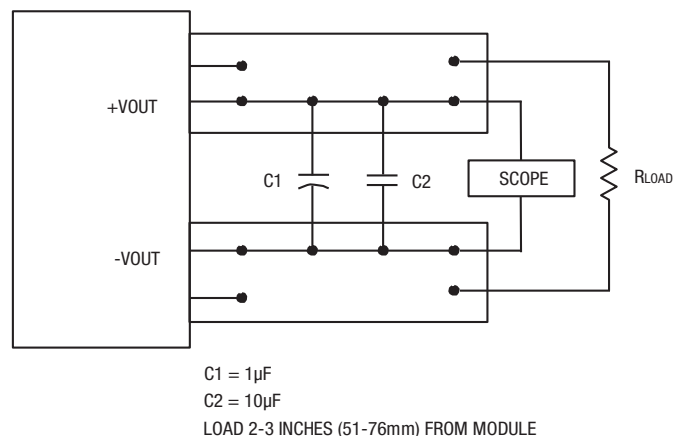 +VOUT
C1
C2
SCOPE
RLOAD
-VOUT
C1 = 1µF
C2 = 10µF
LOAD 2-3 INCHES (51-76mm) FROM MODULE